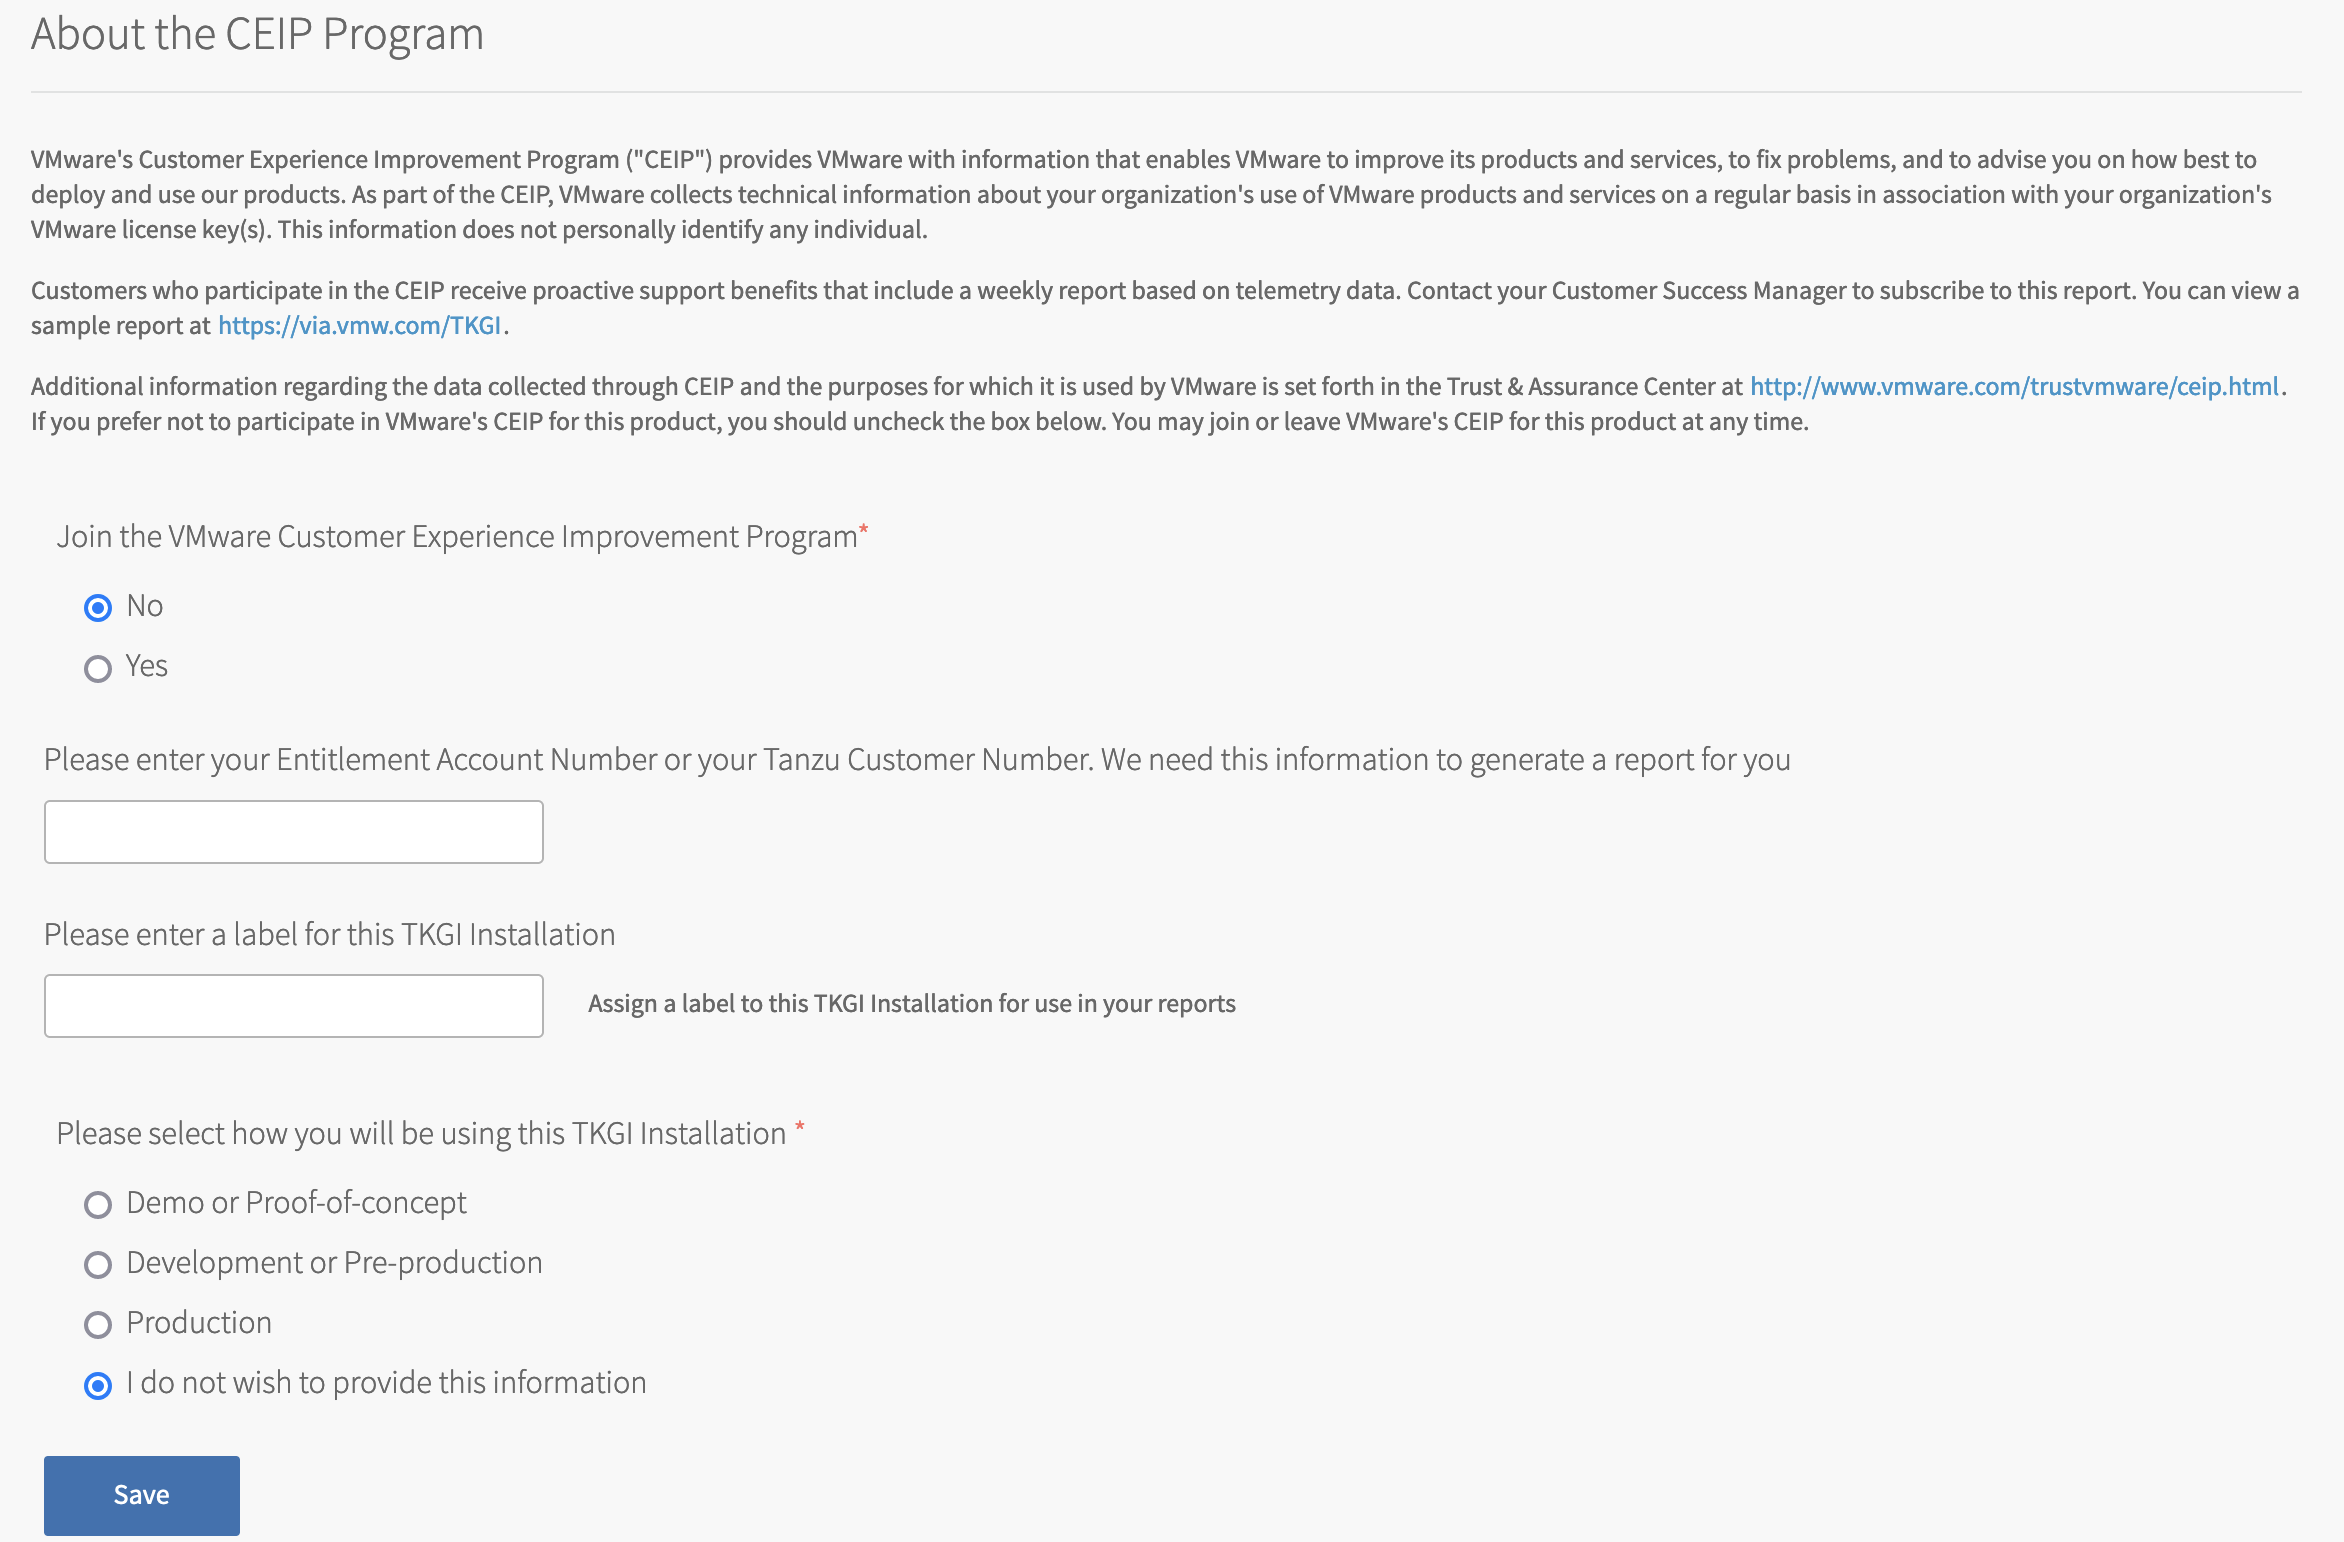 About the CEIP Program
VMware's Customer Experience Improvement Program ("CEIP") provides VMware with information that enables VMware to improve its products and services, to fix problems, and to advise you on how best to
deploy and use our products. As part of the CEIP, VMware collects technical information about your organization's use of VMware products and services on a regular basis in association with your organization's
VMware license key(s). This information does not personally identify any individual.
Customers who participate in the CEIP receive proactive support benefits that include a weekly report based on telemetry data. Contact your Customer Success Manager to subscribe to this report. You can view a
sample report at https://via.vmw.com/TKGI.
Additional information regarding the data collected through CEIP and the purposes for which it is used by VMware is set forth in the Trust & Assurance Center at http://www.vmware.com/trustvmware/ceip.html.
If you prefer not to participate in VMware's CEIP for this product, you should uncheck the box below. You may join or leave VMware's CEIP for this product at any time.
Join the VMware Customer Experience Improvement Program*
No
Yes
Please enter your Entitlement Account Number or your Tanzu Customer Number. We need this information to generate a report for you
Please enter a label for this TKGI Installation
Assign a label to this TKGI Installation for use in your reports
Please select how you will be using this TKGI Installation *
Demo or Proof-of-concept
Development or Pre-production
Production
I do not wish to provide this information
Save